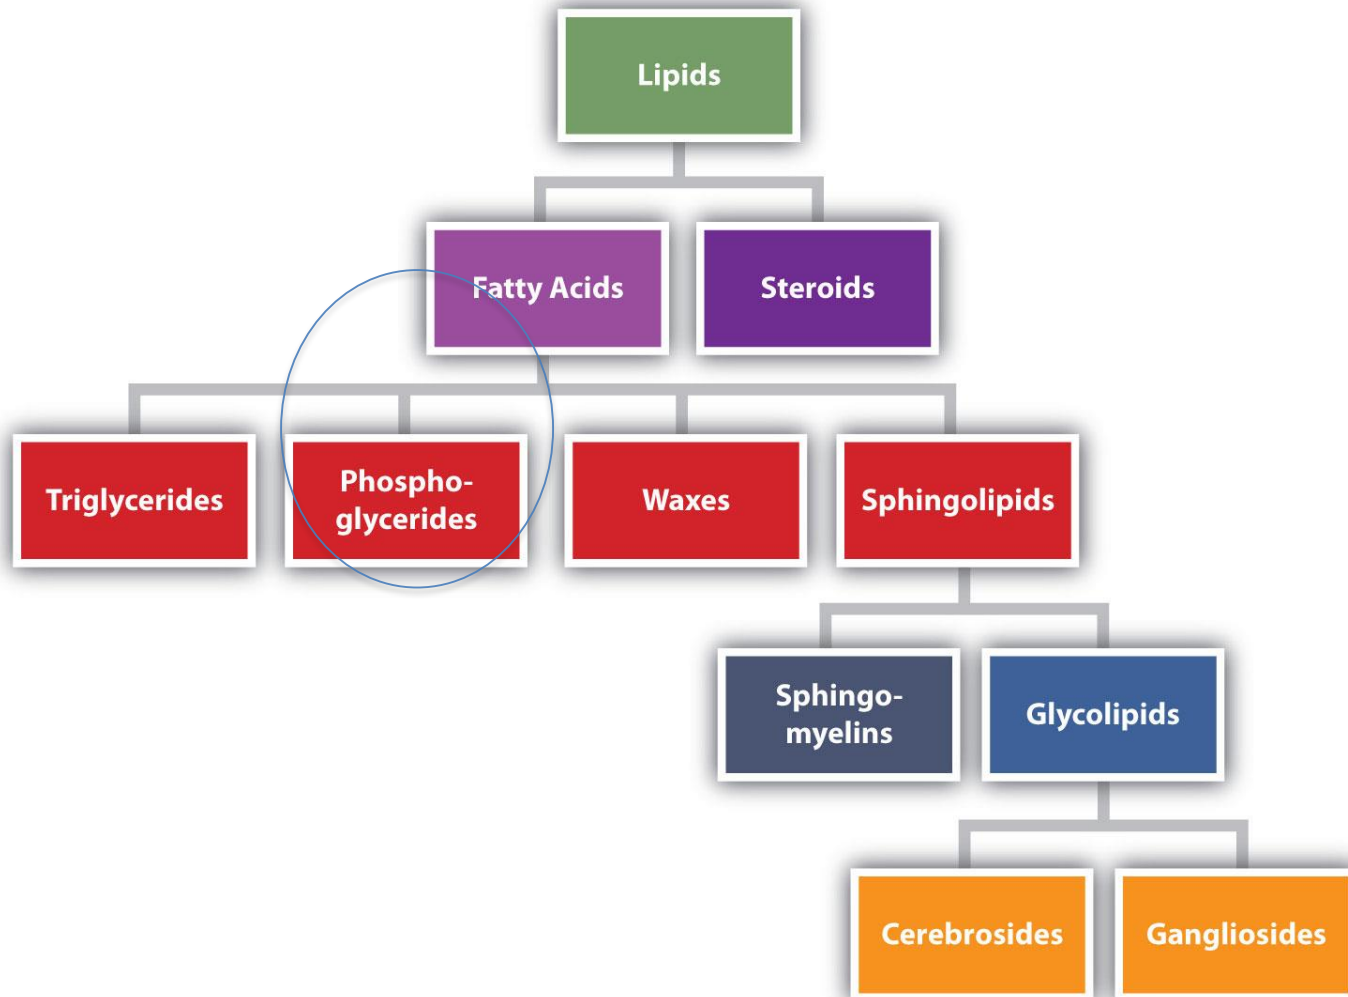 Lipids
Fatty Acids
Steroids
Triglycerides
Phospho-
glycerides
Waxes
Sphingolipids
Sphingo-
myelins
Glycolipids
Cerebrosides
Gangliosides